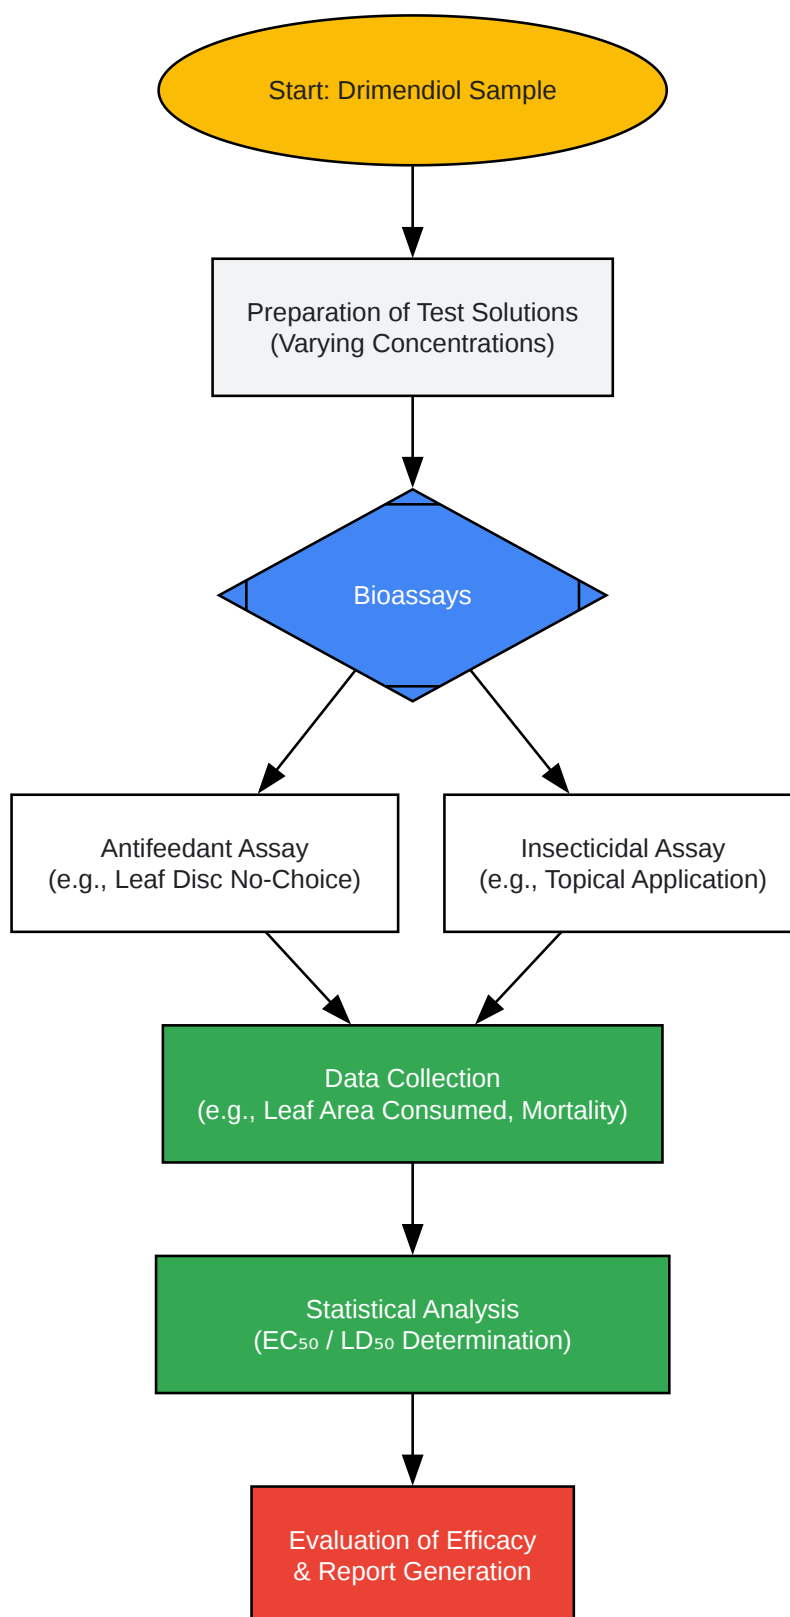 Start: Drimendiol Sample
Preparation of Test Solutions
(Varying Concentrations)
Bioassays
Antifeedant Assay
(e.g., Leaf Disc No-Choice)
Insecticidal Assay
(e.g., Topical Application)
Data Collection
(e.g., Leaf Area Consumed, Mortality)
Statistical Analysis
(EC₅₀ / LD₅₀ Determination)
Evaluation of Efficacy
& Report Generation